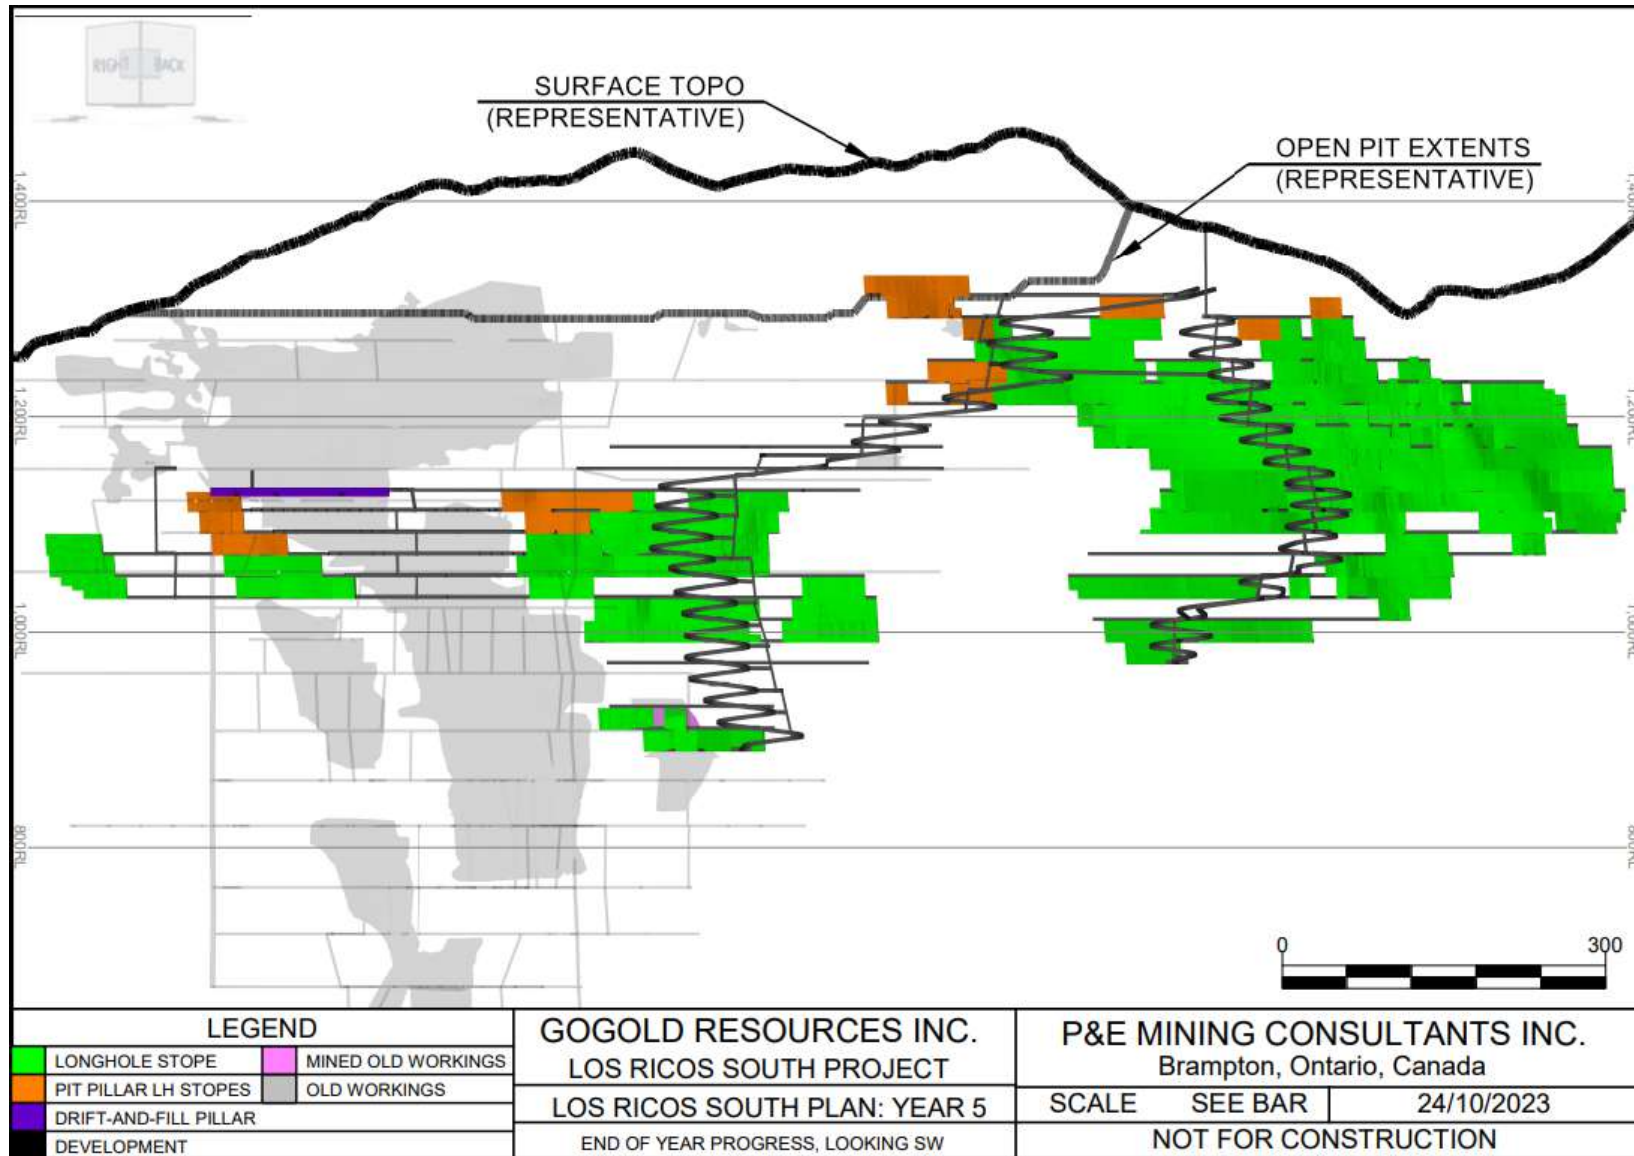 RIGHT BACK
SURFACE TOPO
(REPRESENTATIVE)
OPEN PIT EXTENTS
(REPRESENTATIVE)
1,400RL
1,200RL
1,000RL
800RL
0 300
LEGEND
LONGHOLE STOPE
MINED OLD WORKINGS
PIT PILLAR LH STOPES
OLD WORKINGS
DRIFT-AND-FILL PILLAR
DEVELOPMENT
GOGOLD RESOURCES INC.
LOS RICOS SOUTH PROJECT
LOS RICOS SOUTH PLAN: YEAR 5
END OF YEAR PROGRESS, LOOKING SW
P&E MINING CONSULTANTS INC.
Brampton, Ontario, Canada
SCALE SEE BAR 24/10/2023
NOT FOR CONSTRUCTION